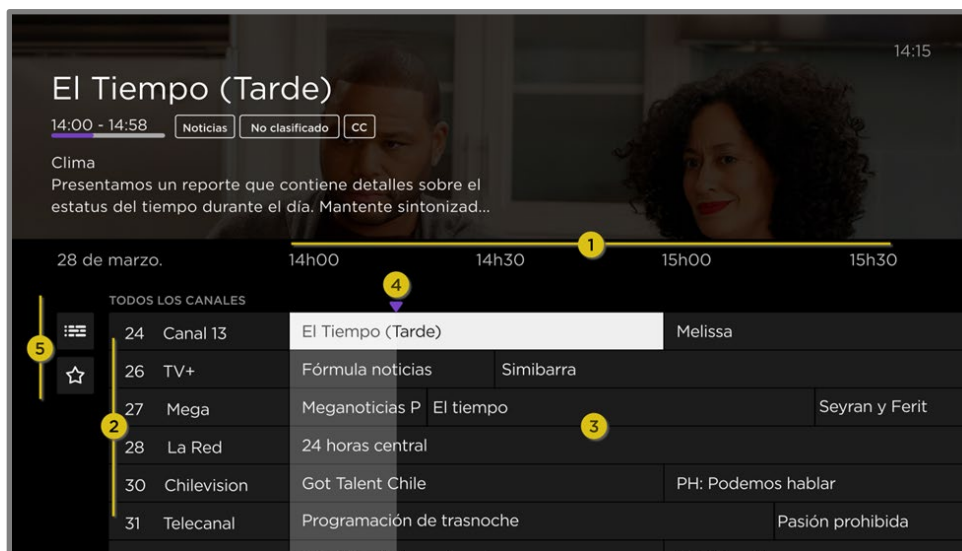 14:15
El Tiempo (Tarde)
14:00 - 14:58 Noticias No clasificado CC
Clima
Presentamos un reporte que contiene detalles sobre el
estatus del tiempo durante el día. Mantente sintonizad...
1
28 de marzo. 14h00 14h30 15h00 15h30
4
TODOS LOS CANALES
24 Canal 13 El Tiempo (Tarde) Melissa
5
26 TV+ Fórmula noticias Simibarra
27 Mega Meganoticias P El tiempo Seyran y Ferit
2 3
28 La Red 24 horas central
30 Chilevision Got Talent Chile PH: Podemos hablar
31 Telecanal Programación de trasnoche Pasión prohibida